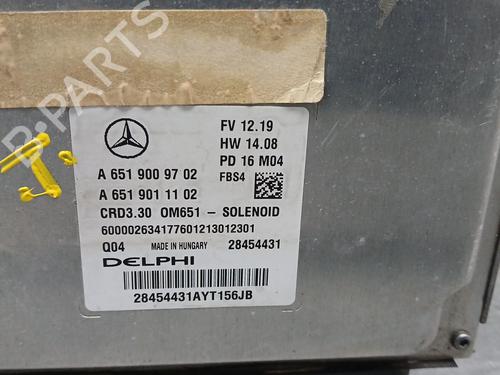 B-PARTS
FV 12.19
HW 14.08
PD 16 M04
FBS4
A 651 900 97 02
A 651 901 11 02
CRD3.30 OM651 - SOLENOID
600002634177601213012301
Q04 MADE IN HUNGARY 28454431
DELPHI
28454431AYT156JB